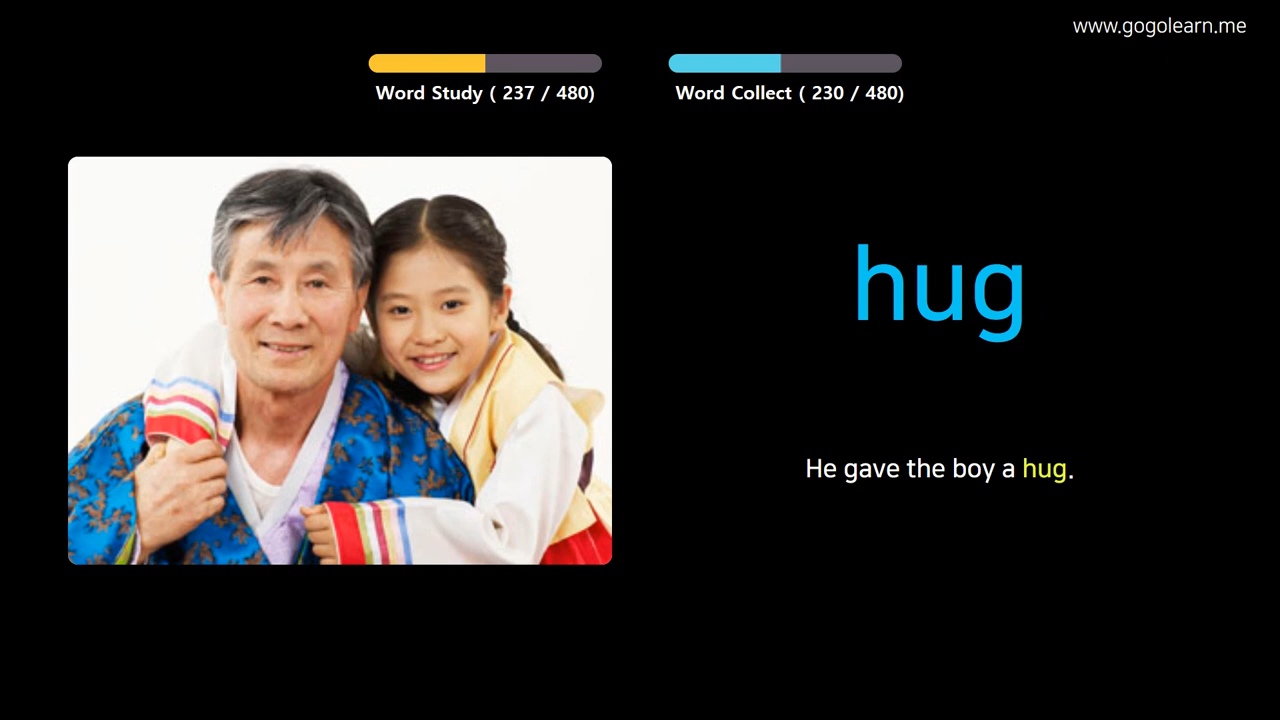 www.gogolearn.me
Word Study ( 237 / 480)
Word Collect ( 230 / 480)
hug
He gave the boy a hug.